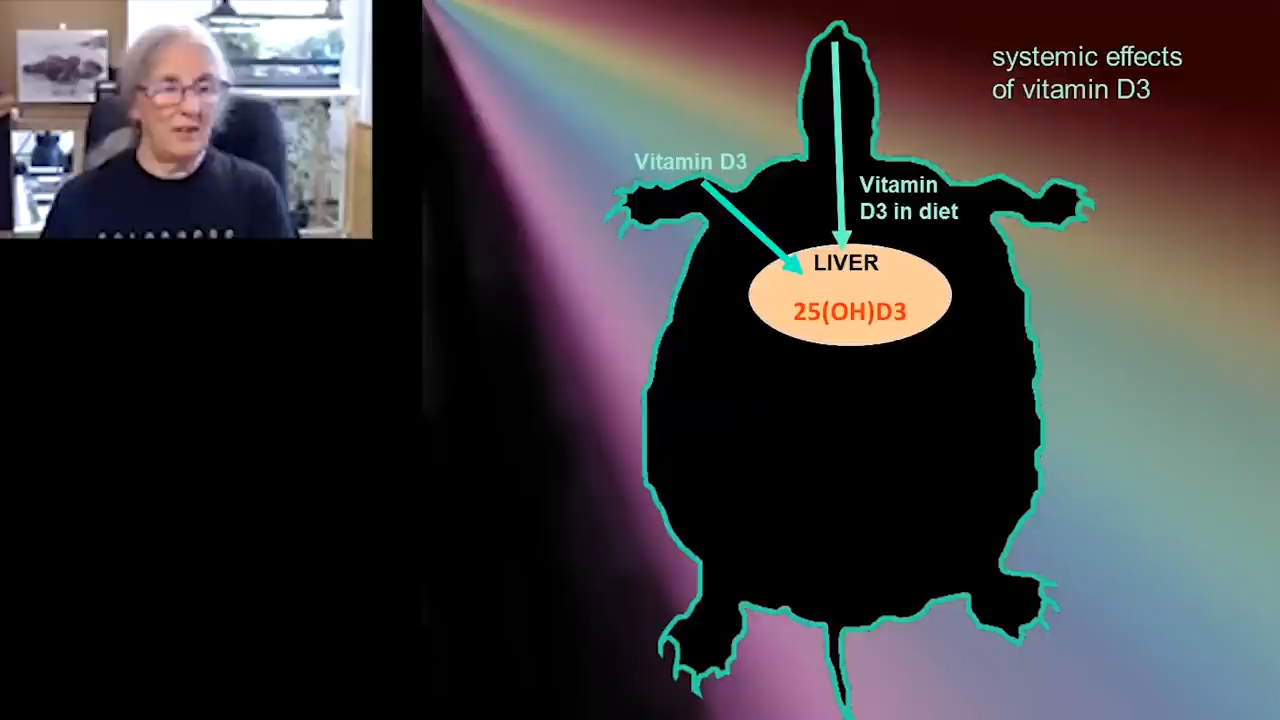 systemic effects
of vitamin D3
Vitamin D3
Vitamin
D3 in diet
LIVER
25(OH)D3